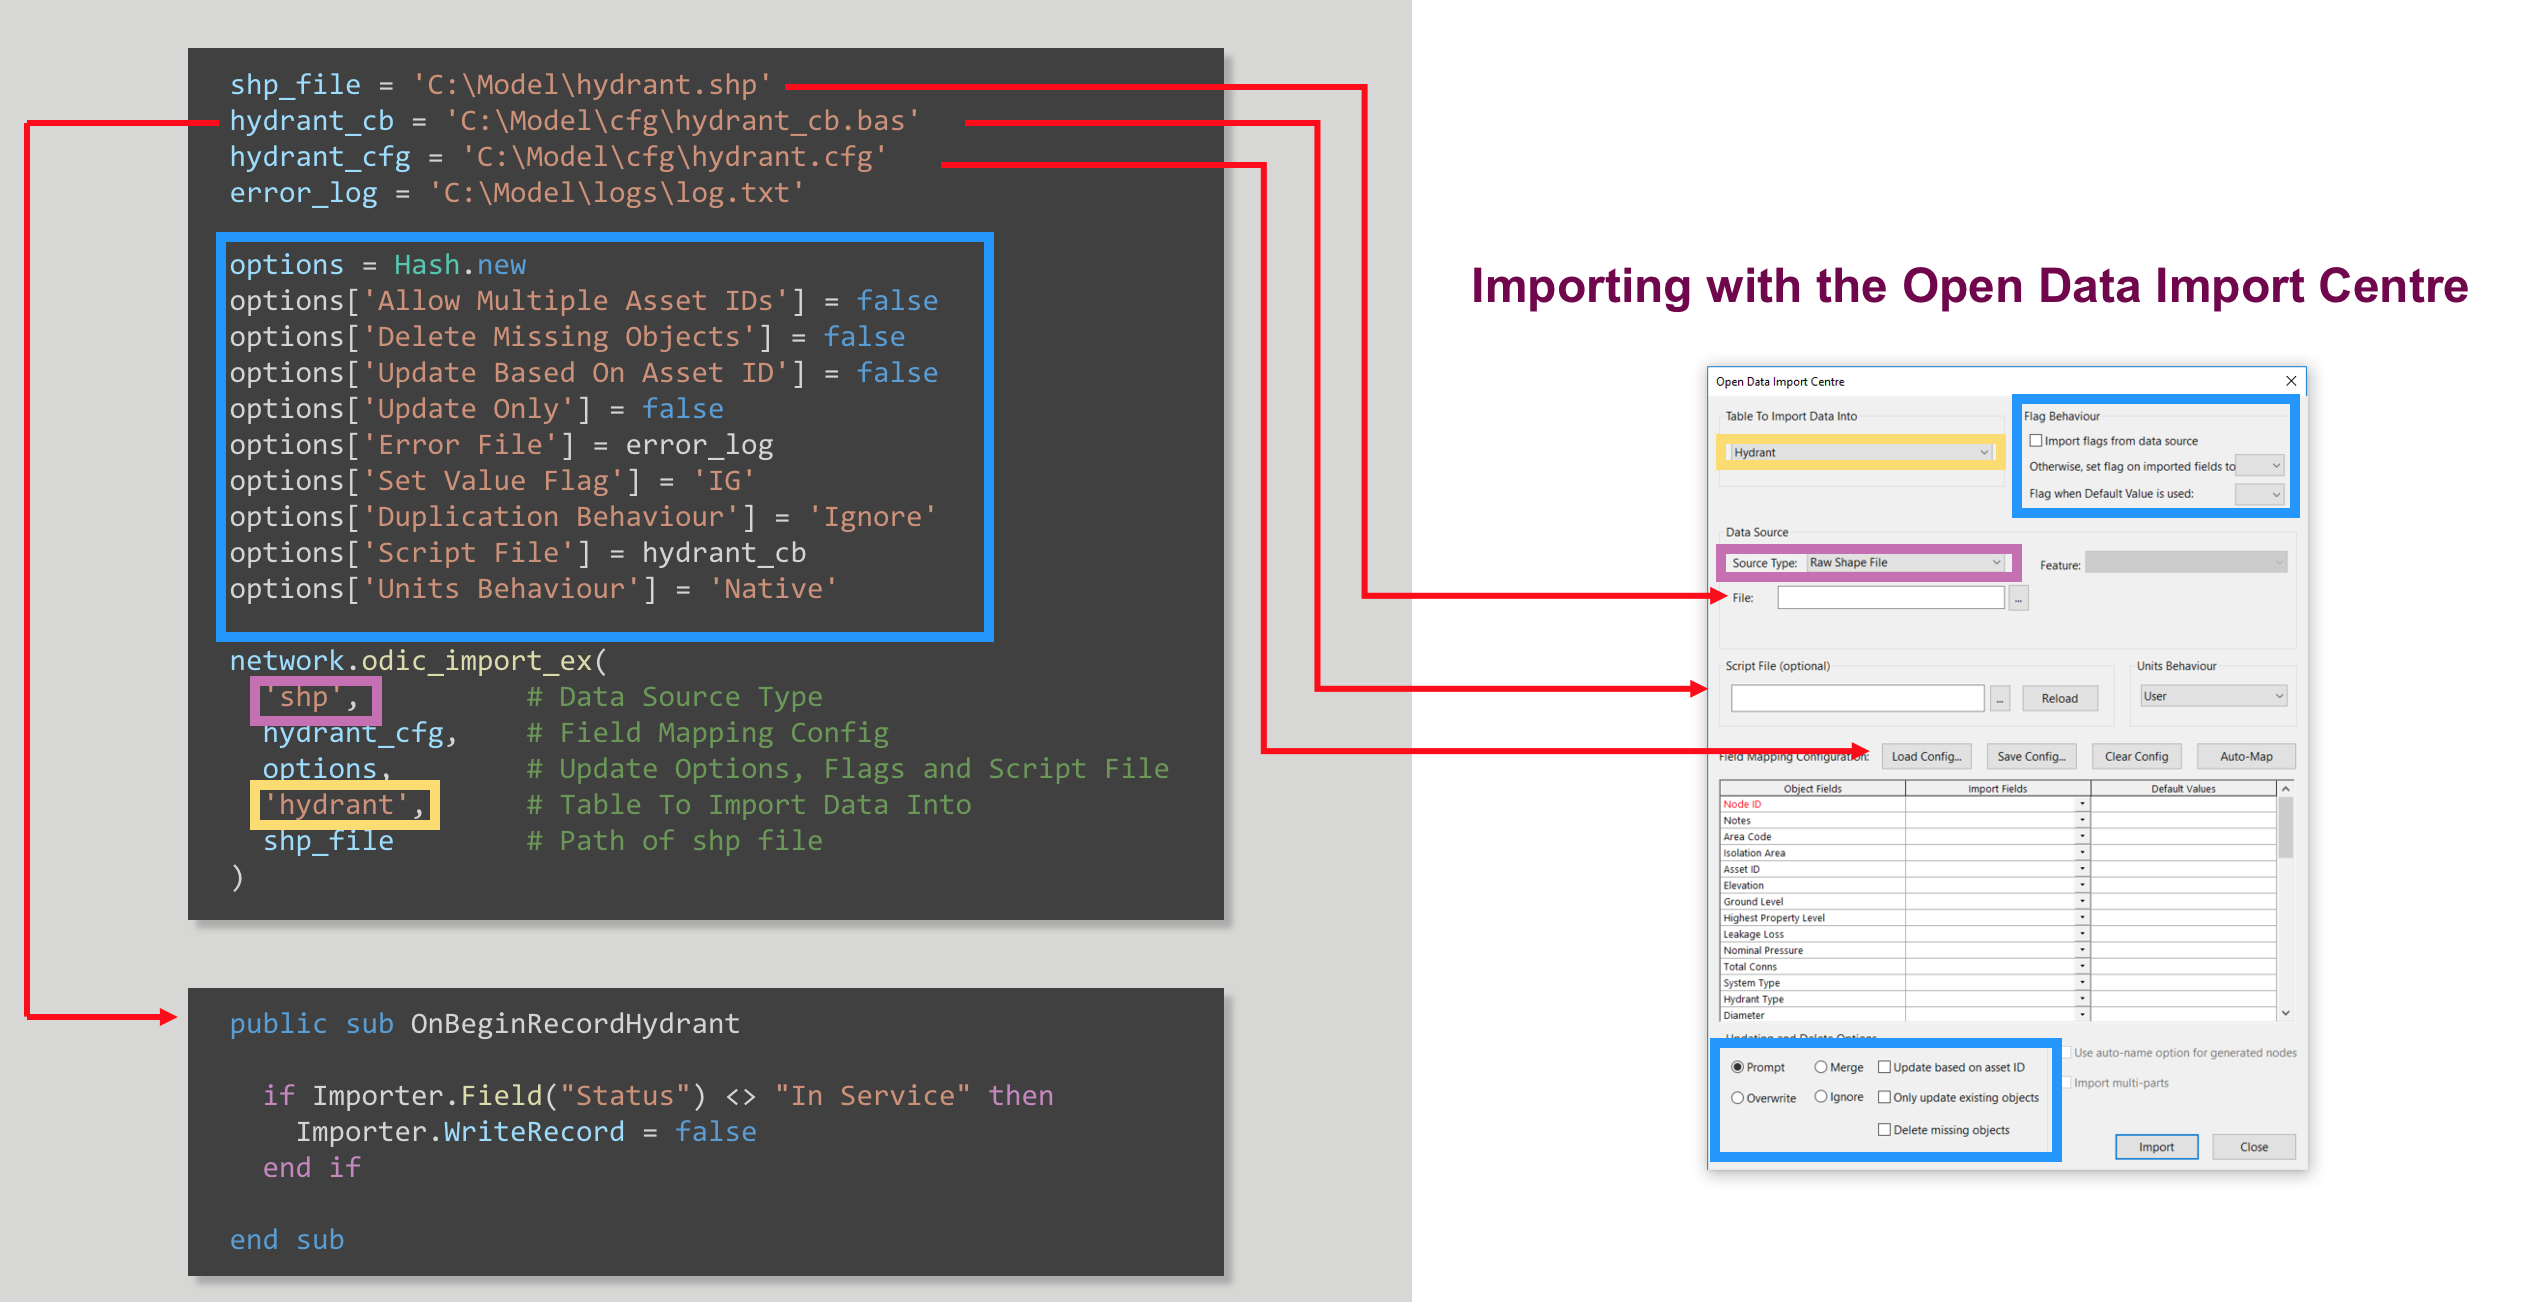 shp_file = 'C:\Model\hydrant.shp'
hydrant_cb = 'C:\Model\cfg\hydrant_cb.bas'
hydrant_cfg = 'C:\Model\cfg\hydrant.cfg'
error_log = 'C:\Model\logs\log.txt'
options = Hash.new
options['Allow Multiple Asset IDs'] = false
options['Delete Missing Objects'] = false
options['Update Based On Asset ID'] = false
options['Update Only'] = false
options['Error File'] = error_log
options['Set Value Flag'] = 'IG'
options['Duplication Behaviour'] = 'Ignore'
options['Script File'] = hydrant_cb
options['Units Behaviour'] = 'Native'
network.odic_import_ex(
'shp', # Data Source Type
hydrant_cfg, # Field Mapping Config
options, # Update Options, Flags and Script File
'hydrant', # Table To Import Data Into
shp_file # Path of shp file
)
public sub OnBeginRecordHydrant
if Importer.Field("Status") <> "In Service" then
Importer.WriteRecord = false
end if
end sub
Importing with the Open Data Import Centre
Open Data Import Centre
Table To Import Data Into
Hydrant
Flag Behaviour
Import flags from data source
Otherwise, set flag on imported fields to
Flag when Default Value is used:
Data Source
Source Type: Raw Shape File
Feature:
File:
...
Script File (optional)
... Reload
Units Behaviour
User
Field Mapping Configuration: Load Config... Save Config... Clear Config Auto-Map
Object Fields Import Fields Default Values
Node ID
Notes
Area Code
Isolation Area
Asset ID
Elevation
Ground Level
Highest Property Level
Leakage Loss
Nominal Pressure
Total Conns
System Type
Hydrant Type
Diameter
Updating and Delete Options
Prompt Merge Update based on asset ID
Overwrite Ignore Only update existing objects
Delete missing objects
Use auto-name option for generated nodes
Import multi-parts
Import Close